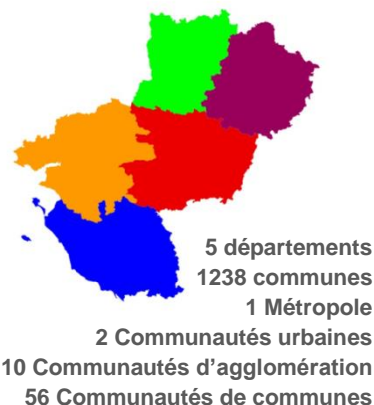 5 départements
1238 communes
1 Métropole
2 Communautés urbaines
10 Communautés d'agglomération
56 Communautés de communes